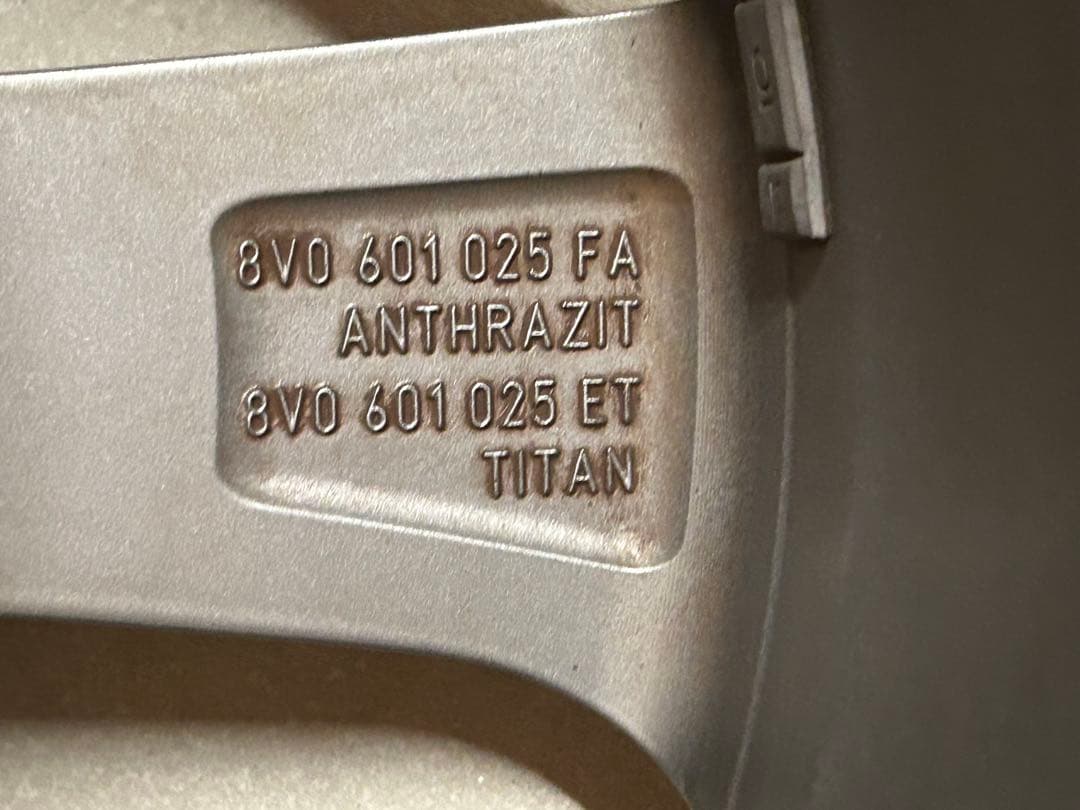 8V0 601 025 FA
ANTHRAZIT
8V0 601 025 ET
TITAN